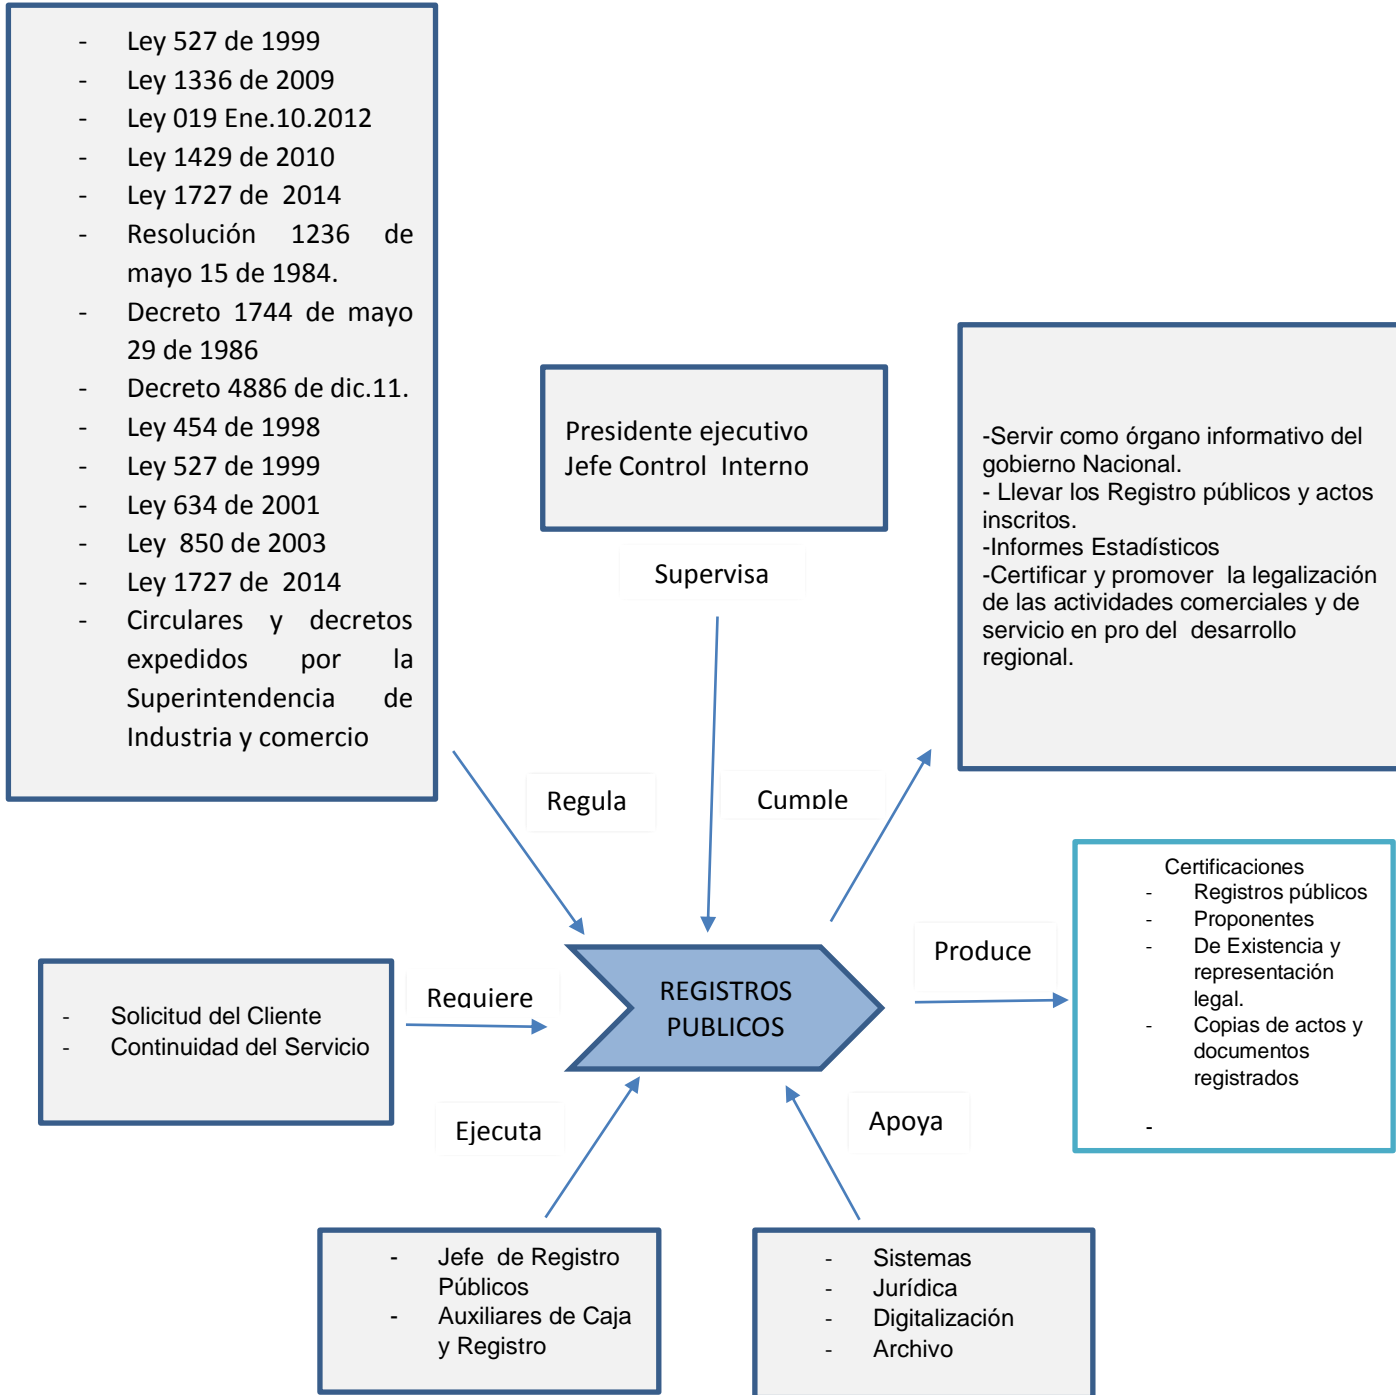 - Ley 527 de 1999
- Ley 1336 de 2009
- Ley 019 Ene.10.2012
- Ley 1429 de 2010
- Ley 1727 de  2014
- Resolución 1236 de
mayo 15 de 1984.
- Decreto 1744 de mayo
29 de 1986
- Decreto 4886 de dic.11.
- Ley 454 de 1998
- Ley 527 de 1999
- Ley 634 de 2001
- Ley  850 de 2003
- Ley 1727 de  2014
- Circulares y decretos
expedidos por la
Superintendencia de
Industria y comercio
Presidente ejecutivo
Jefe Control  Interno
Supervisa
-Servir como órgano informativo del
gobierno Nacional.
- Llevar los Registro públicos y actos
inscritos.
-Informes Estadísticos
-Certificar y promover  la legalización
de las actividades comerciales y de
servicio en pro del  desarrollo
regional.
Regula
Cumple
Certificaciones
- Registros públicos
- Proponentes
- De Existencia y
representación
legal.
- Copias de actos y
documentos
registrados
-
Produce
REGISTROS
PUBLICOS
Requiere
- Solicitud del Cliente
- Continuidad del Servicio
Ejecuta
Apoya
- Jefe  de Registro
Públicos
- Auxiliares de Caja
y Registro
- Sistemas
- Jurídica
- Digitalización
- Archivo